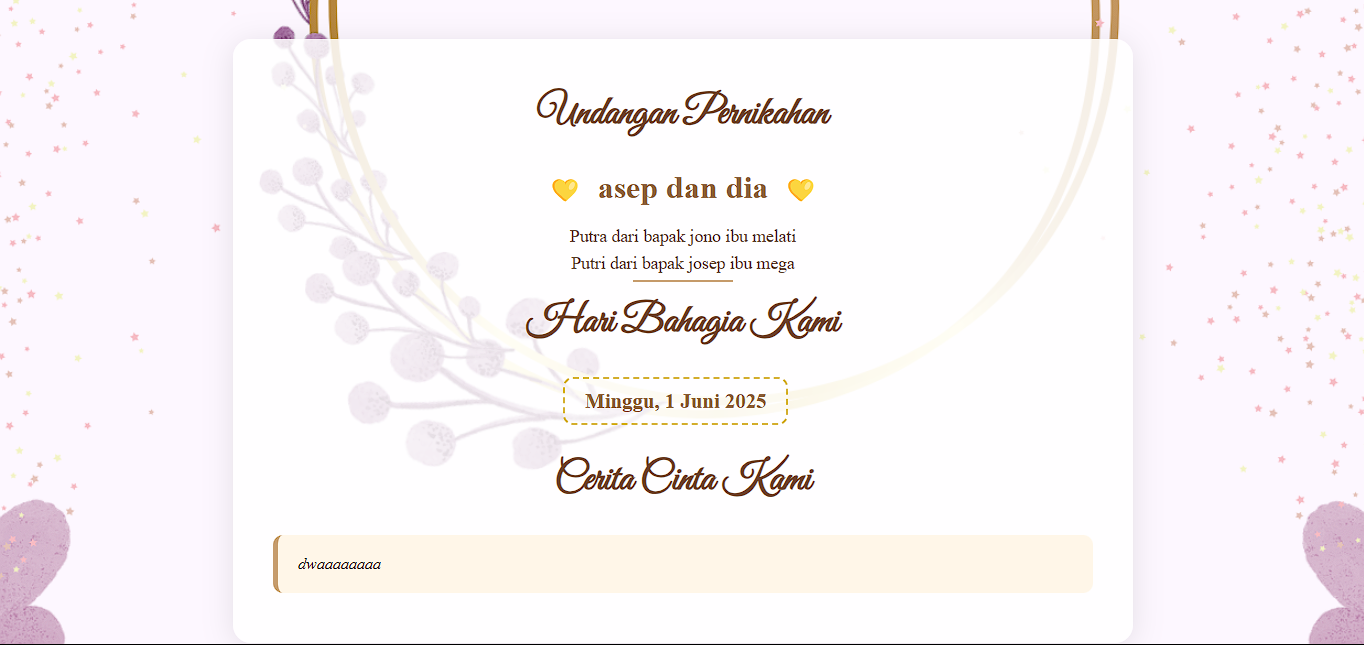 Undangan Pernikahan
💛 asep dan dia 💛
Putra dari bapak jono ibu melati
Putri dari bapak josep ibu mega
Hari Bahagia Kami
Minggu, 1 Juni 2025
Cerita Cinta Kami
dwaaaaaaaa